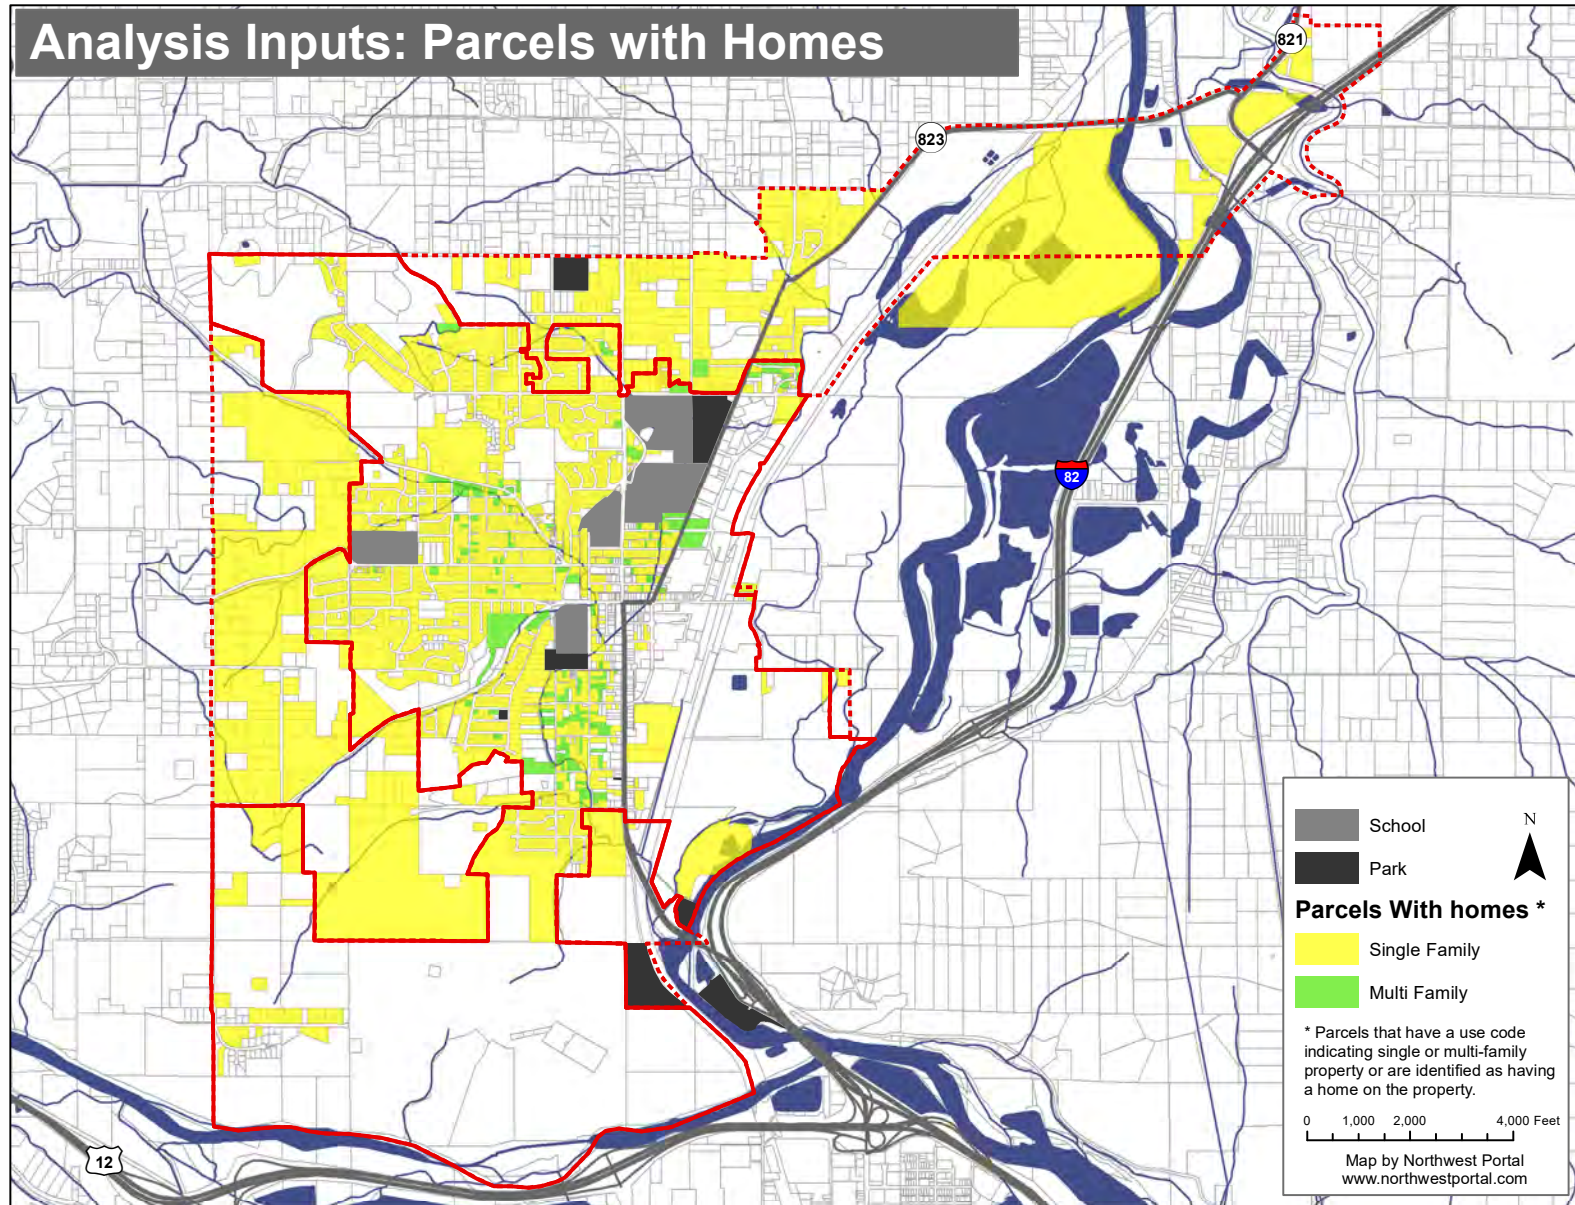 Analysis Inputs: Parcels with Homes
821
823
82
12
School
Park
N
Parcels With homes *
Single Family
Multi Family
* Parcels that have a use code
indicating single or multi-family
property or are identified as having
a home on the property.
0 1,000 2,000 4,000 Feet
Map by Northwest Portal
www.northwestportal.com